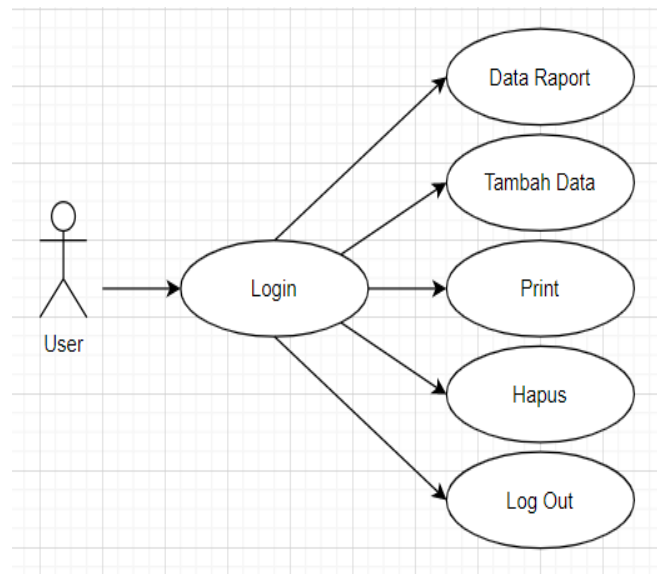 User
Login
Data Raport
Tambah Data
Print
Hapus
Log Out